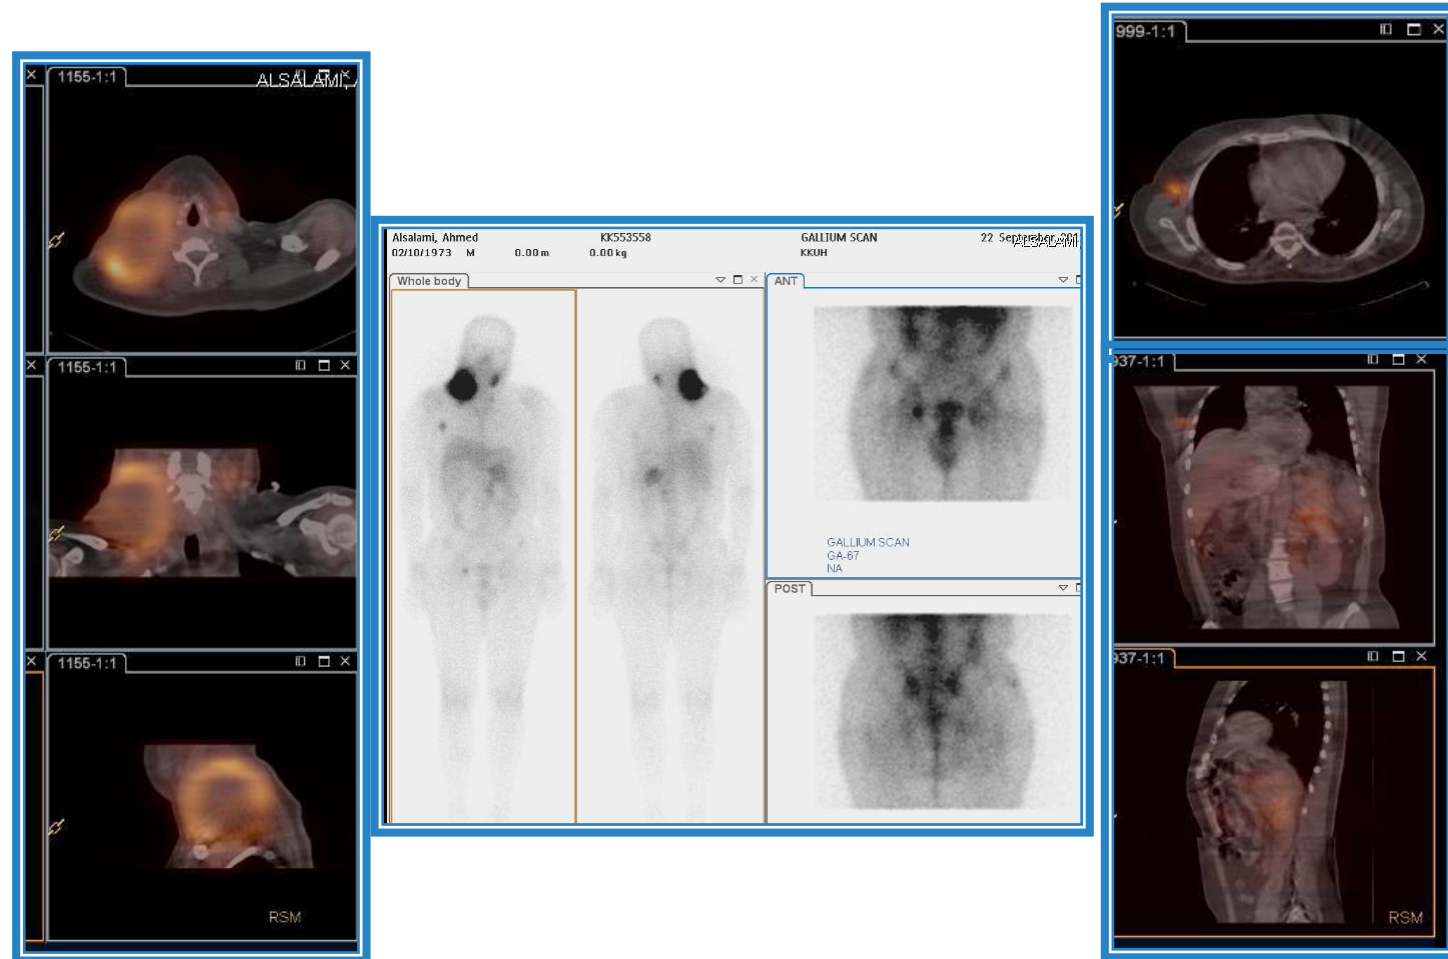 1155-1:1
ALSALAMI,
1155-1:1
1155-1:1
RSM
Alsalami, Ahmed KK553558 GALLIUM SCAN 22 September
02/10/1973 M 0.00 m 0.00 kg KKUH
ALSALAMI
Whole body
ANT
GALLIUM SCAN
GA-67
NA
POST
999-1:1
937-1:1
937-1:1
RSM